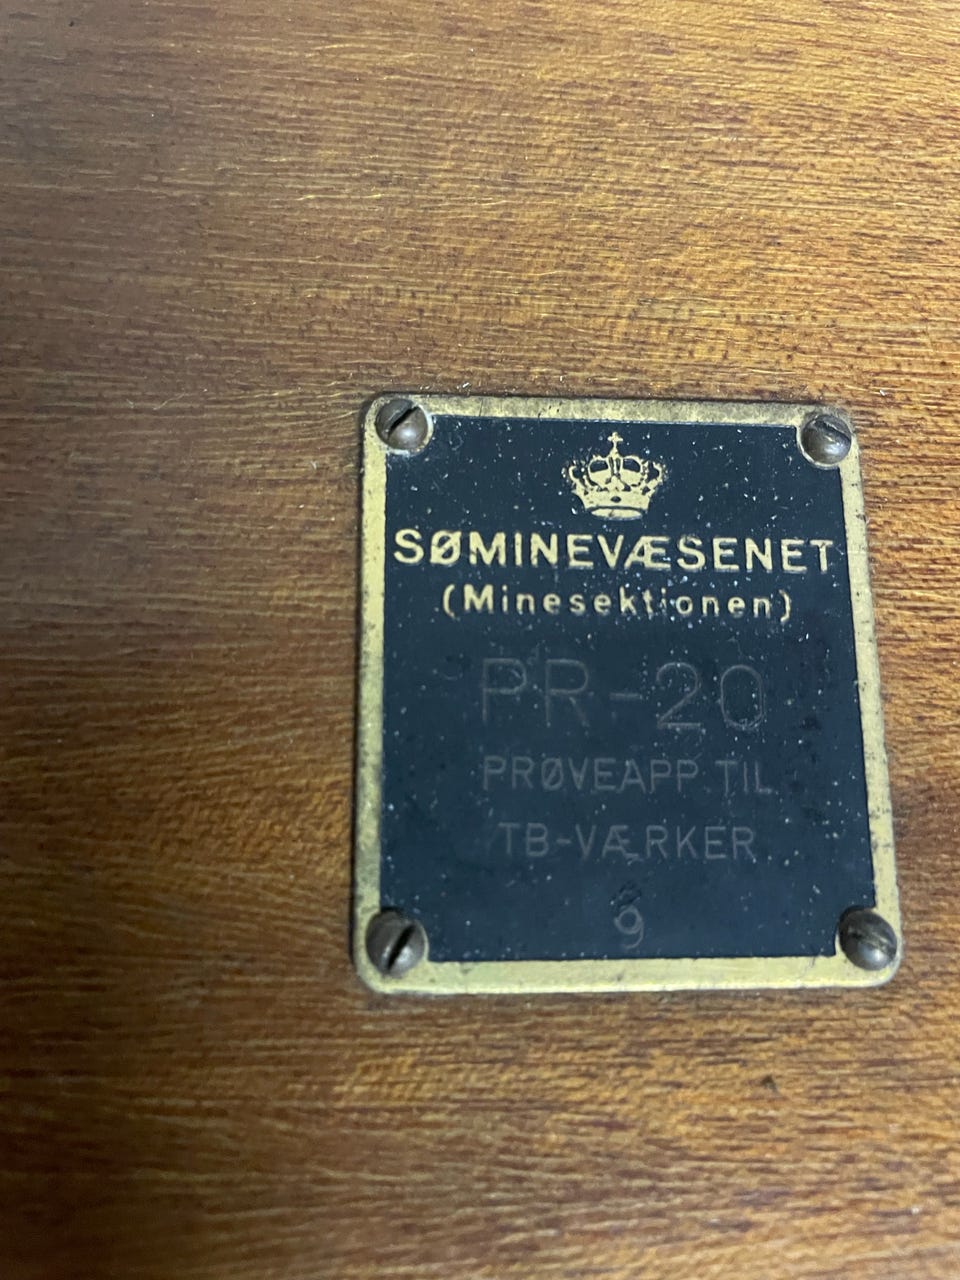 SØMINEVÆSENET
(Minesektionen)
PR-20
PRØVEAPP. TIL
TB-VÆRKER
9